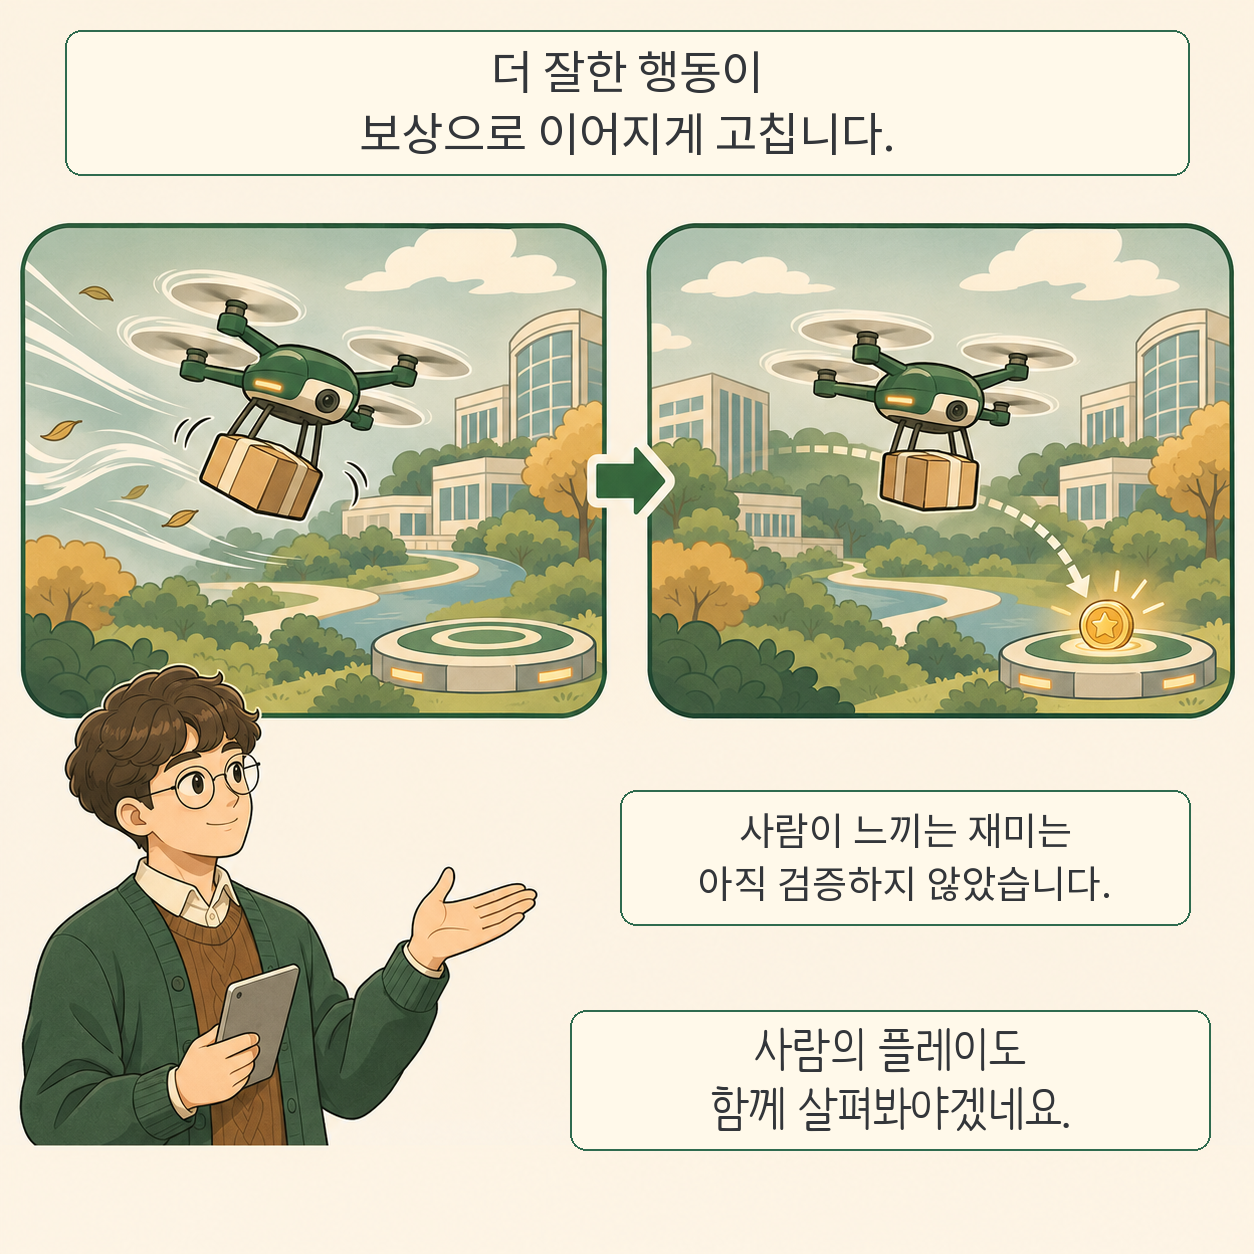 더 잘한 행동이
보상으로 이어지게 고칩니다.
사람이 느끼는 재미는
아직 검증하지 않았습니다.
사람의 플레이도
함께 살펴봐야겠네요.